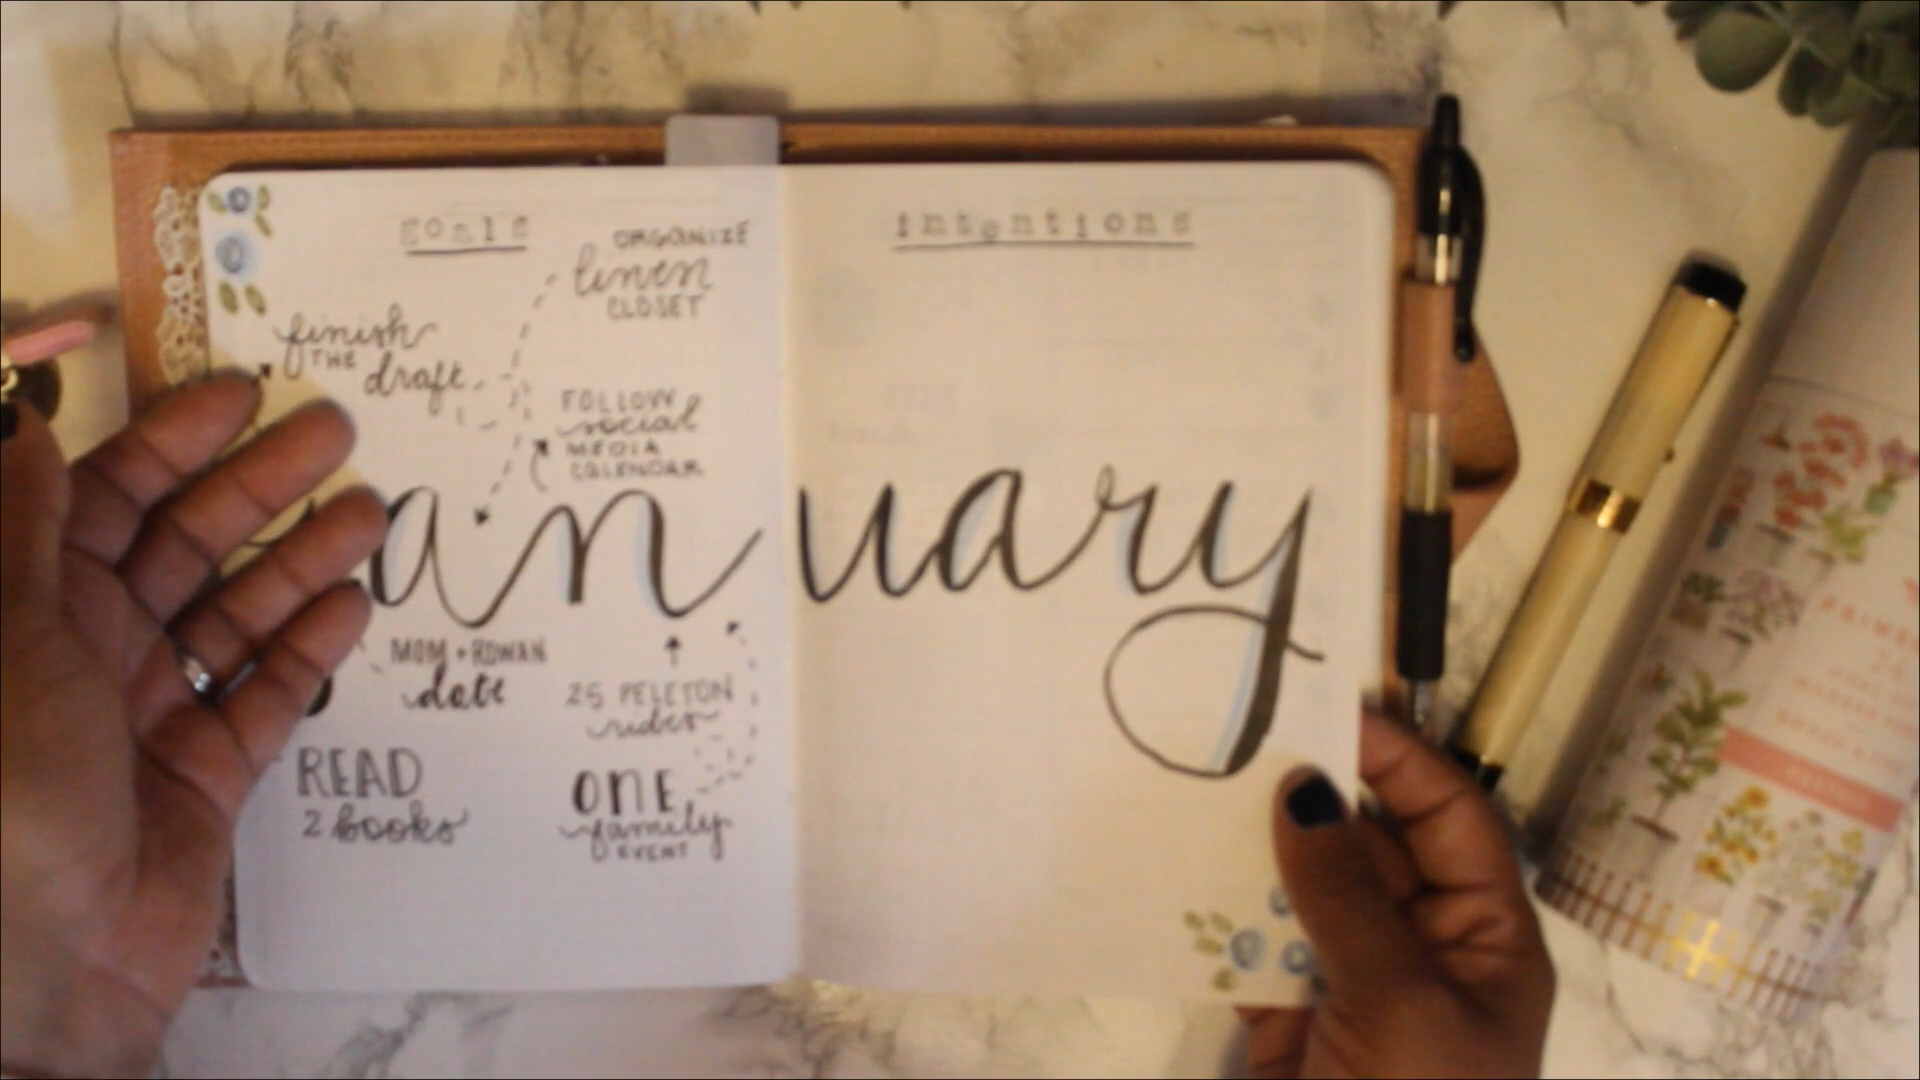 goals
ORGANIZE
linen
CLOSET
finish
THE
draft
FOLLOW
social
MEDIA
CALENDAR
anuary
MOM + ROWAN
date
25 PELETON
rides
READ
2 books
ONE
family
EVENT
intentions